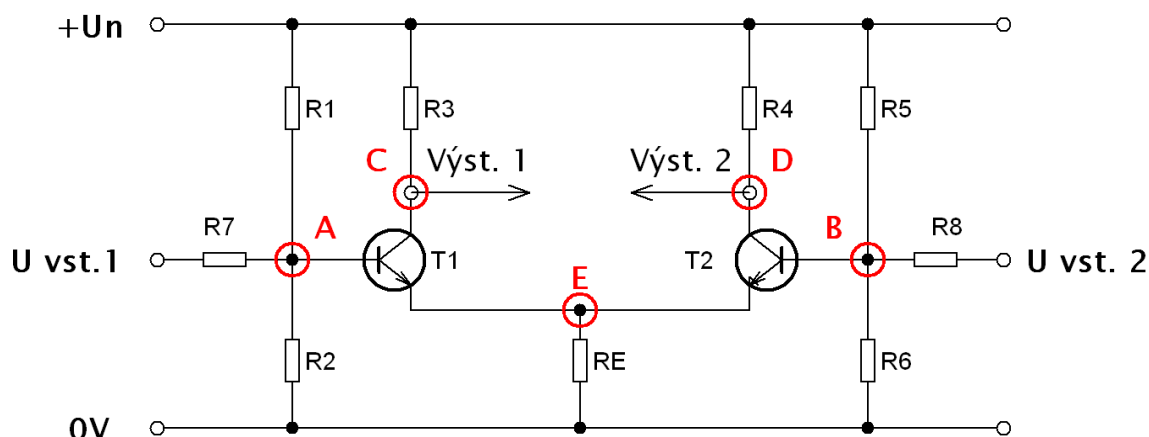 +Un
R1
R3
R4
R5
C
Výst. 1
Výst. 2
D
R7
A
B
R8
U vst.1
T1
T2
U vst. 2
E
R2
RE
R6
0V